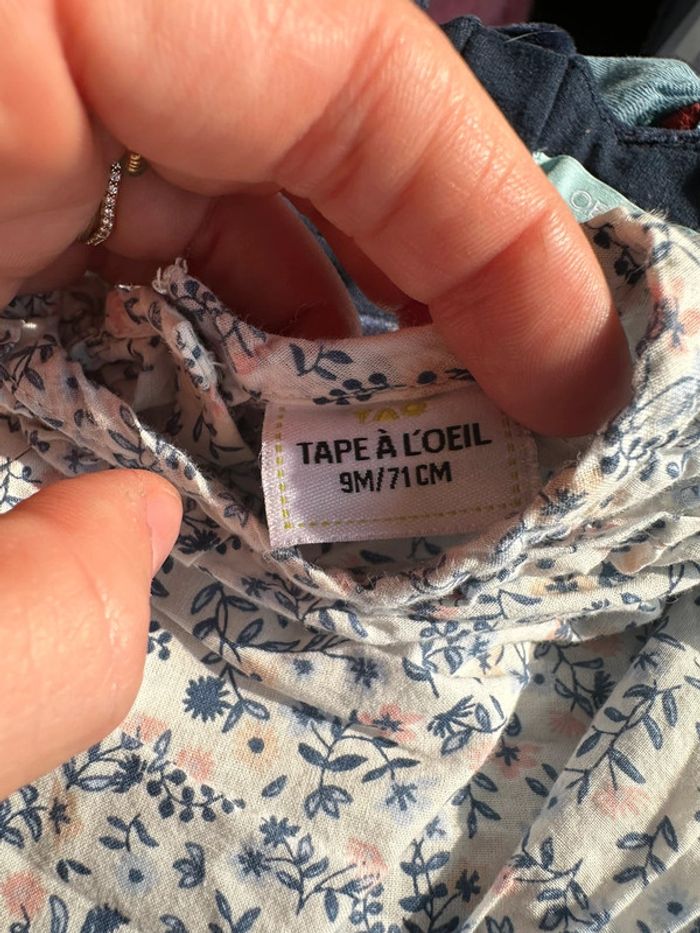 TAO
TAPE À L'OEIL
9M/71CM